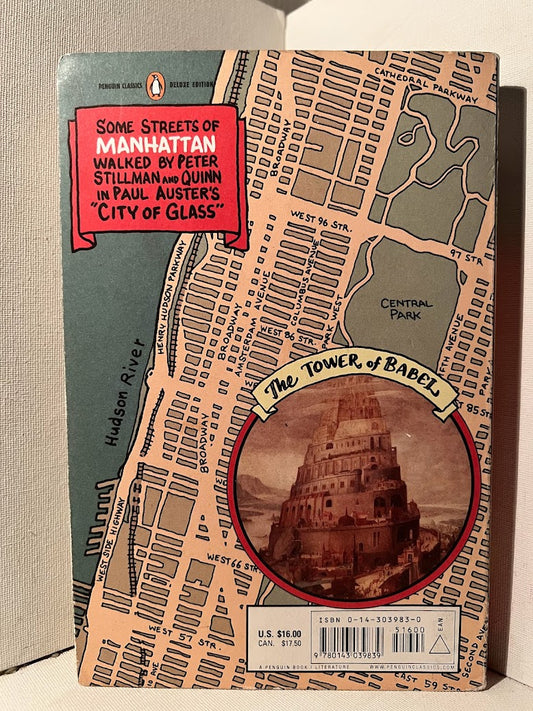 PENGUIN CLASSICS DELUXE EDITION
SOME STREETS OF
MANHATTAN
WALKED BY PETER
STILLMAN AND QUINN
IN PAUL AUSTER'S
"CITY OF GLASS"
CATHEDRAL PARKWAY
BROADWAY
WEST 96 STR.
97 STR.
HENRY HUDSON PARKWAY
COLUMBUS AVENUE
CENTRAL
PARK
BROADWAY
AMSTERDAM AVENUE
PARK WEST
WEST 86 STR.
FIFTH AVENUE
PARK
Hudson River
The TOWER of BABEL
85 STR.
BROADWAY
WEST SIDE HIGHWAY
WEST 66 STR.
WEST 57 STR.
EAST 59 STR.
SECOND AVE.
U.S. $16.00
CAN. $17.50
ISBN 0-14-303983-0
51600
EAN
9 780143 039839
A PENGUIN BOOK / LITERATURE
WWW.PENGUINCLASSICS.COM